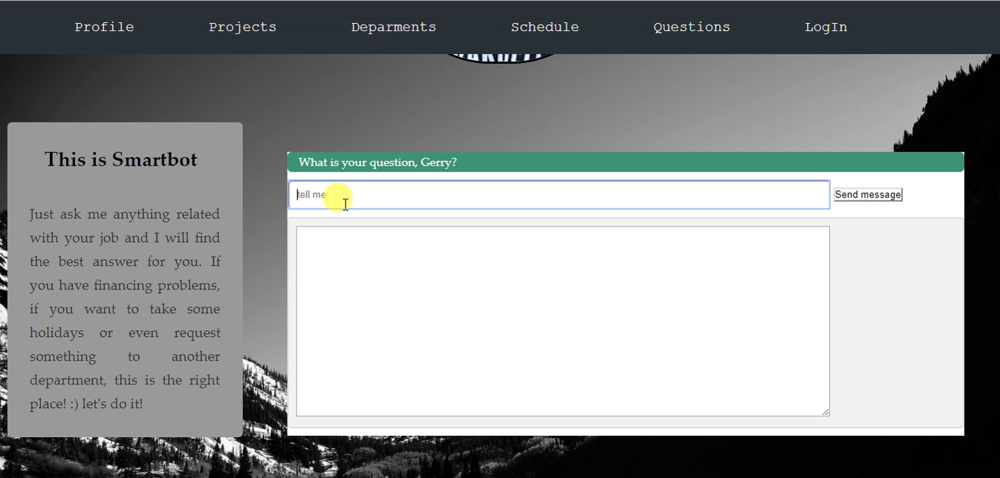 Profile Projects Deparments Schedule Questions LogIn
This is Smartbot
Just ask me anything related
with your job and I will find
the best answer for you. If
you have financing problems,
if you want to take some
holidays or even request
something to another
department, this is the right
place! :) let's do it!
What is your question, Gerry?
tell me
Send message